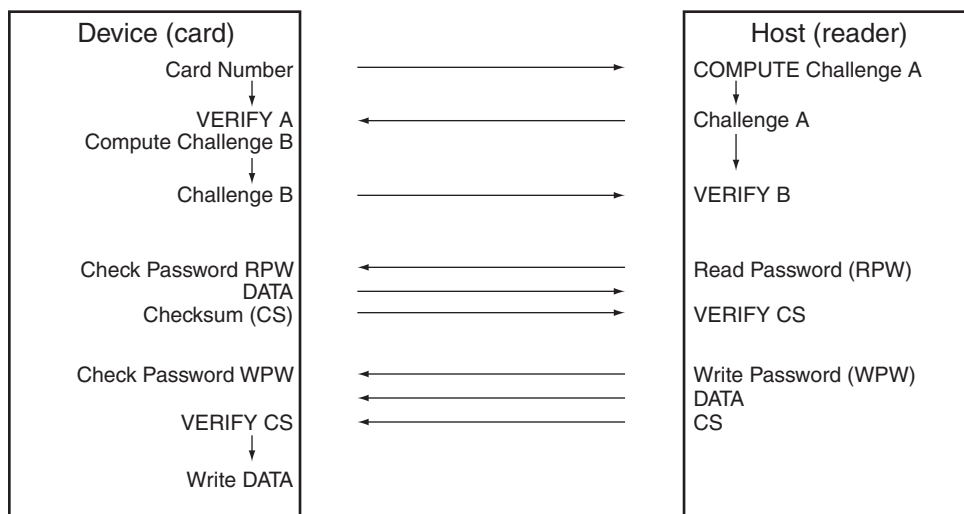 Device (card)
Host (reader)
Card Number
COMPUTE Challenge A
VERIFY A
Challenge A
Compute Challenge B
Challenge B
VERIFY B
Check Password RPW
Read Password (RPW)
DATA
Checksum (CS)
VERIFY CS
Check Password WPW
Write Password (WPW)
DATA
VERIFY CS
CS
Write DATA